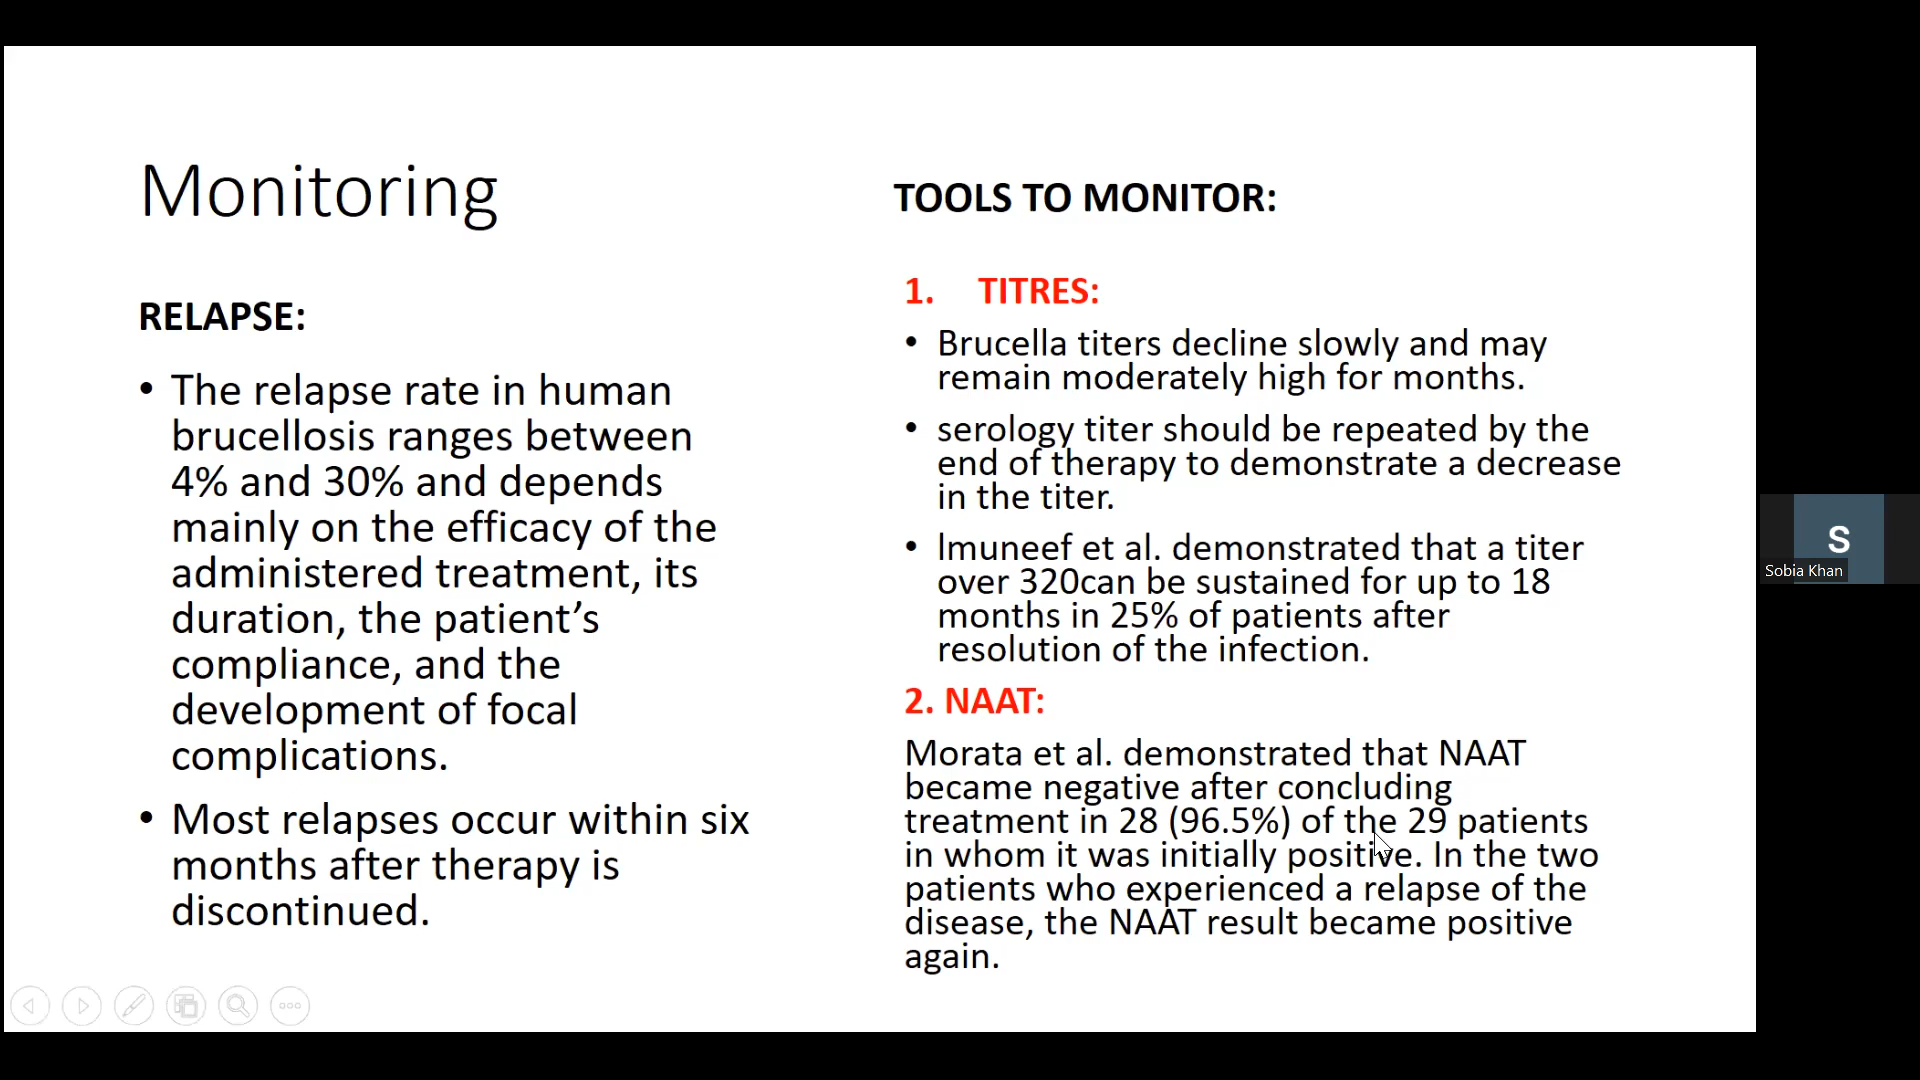 Monitoring
RELAPSE:
• The relapse rate in human
brucellosis ranges between
4% and 30% and depends
mainly on the efficacy of the
administered treatment, its
duration, the patient’s
compliance, and the
development of focal
complications.
• Most relapses occur within six
months after therapy is
discontinued.
TOOLS TO MONITOR:
1. TITRES:
• Brucella titers decline slowly and may
remain moderately high for months.
• serology titer should be repeated by the
end of therapy to demonstrate a decrease
in the titer.
• lmuneef et al. demonstrated that a titer
over 320can be sustained for up to 18
months in 25% of patients after
resolution of the infection.
2. NAAT:
Morata et al. demonstrated that NAAT
became negative after concluding
treatment in 28 (96.5%) of the 29 patients
in whom it was initially positive. In the two
patients who experienced a relapse of the
disease, the NAAT result became positive
again.
S
Sobia Khan